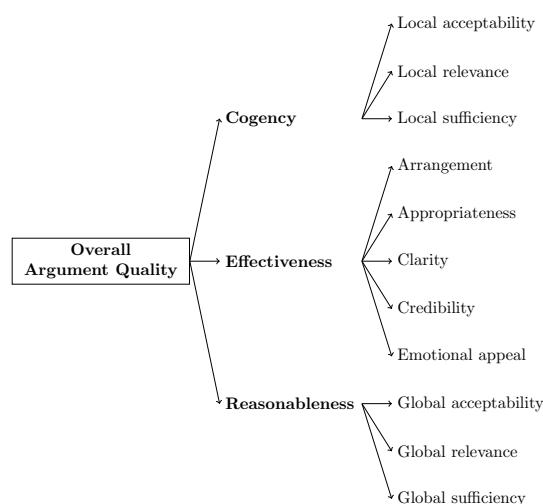 Local acceptability
Local relevance
Cogency
Local sufficiency
Arrangement
Appropriateness
Overall
Argument Quality
Effectiveness
Clarity
Credibility
Emotional appeal
Reasonableness
Global acceptability
Global relevance
Global sufficiency